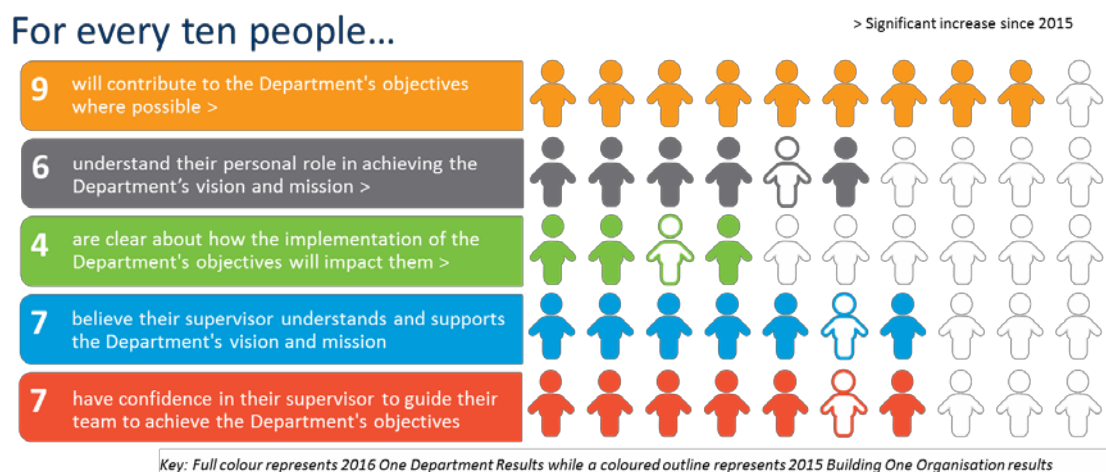 For every ten people...
> Significant increase since 2015
9
will contribute to the Department's objectives
where possible >
6
understand their personal role in achieving the
Department’s vision and mission >
4
are clear about how the implementation of the
Department's objectives will impact them >
7
believe their supervisor understands and supports
the Department's vision and mission
7
have confidence in their supervisor to guide their
team to achieve the Department's objectives
Key: Full colour represents 2016 One Department Results while a coloured outline represents 2015 Building One Organisation results